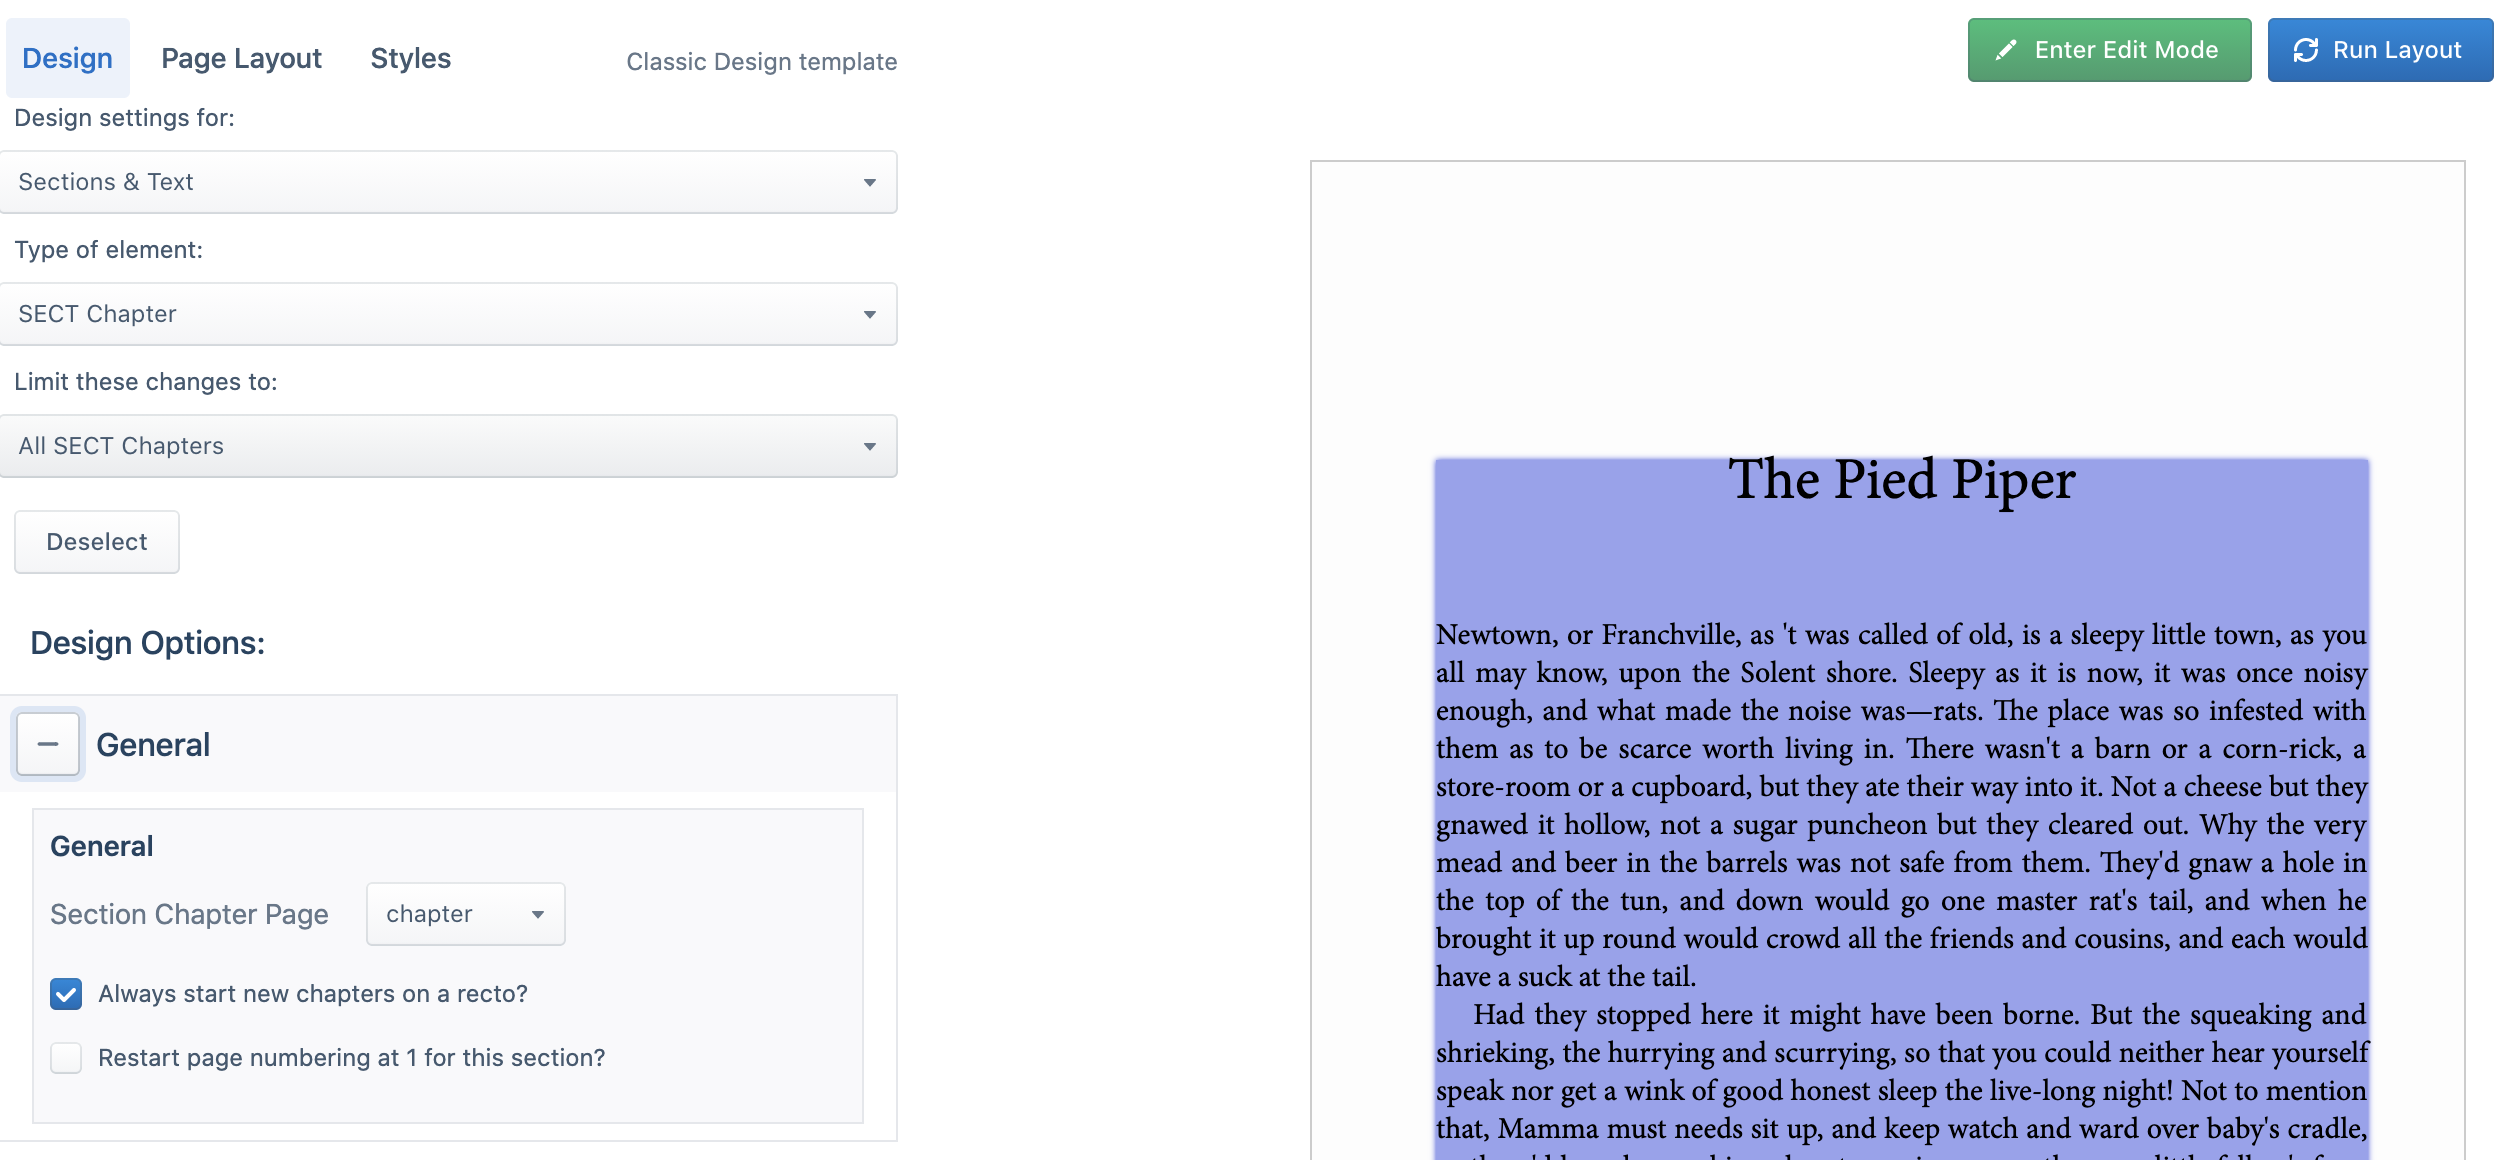 Design
Page Layout
Styles
Classic Design template
Enter Edit Mode
Run Layout
Design settings for:
Sections & Text
Type of element:
SECT Chapter
Limit these changes to:
All SECT Chapters
Deselect
Design Options:
General
General
Section Chapter Page
chapter
Always start new chapters on a recto?
Restart page numbering at 1 for this section?
The Pied Piper
Newtown, or Franchville, as 't was called of old, is a sleepy little town, as you
all may know, upon the Solent shore. Sleepy as it is now, it was once noisy
enough, and what made the noise was—rats. The place was so infested with
them as to be scarce worth living in. There wasn't a barn or a corn-rick, a
store-room or a cupboard, but they ate their way into it. Not a cheese but they
gnawed it hollow, not a sugar puncheon but they cleared out. Why the very
mead and beer in the barrels was not safe from them. They'd gnaw a hole in
the top of the tun, and down would go one master rat's tail, and when he
brought it up round would crowd all the friends and cousins, and each would
have a suck at the tail.
Had they stopped here it might have been borne. But the squeaking and
shrieking, the hurrying and scurrying, so that you could neither hear yourself
speak nor get a wink of good honest sleep the live-long night! Not to mention
that, Mamma must needs sit up, and keep watch and ward over baby's cradle,